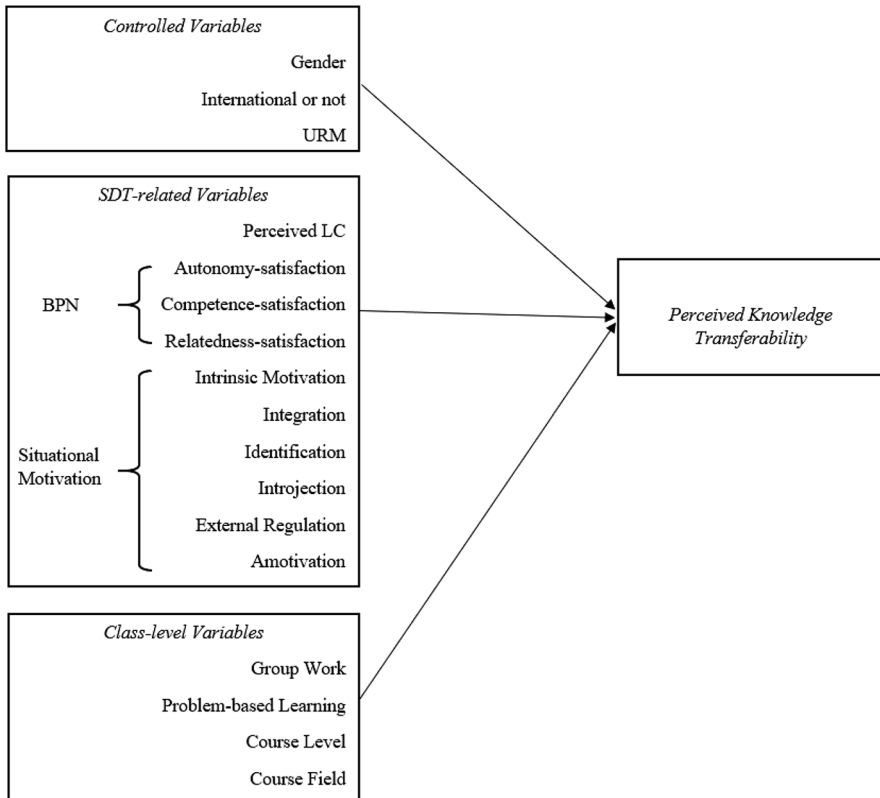 Controlled Variables
Gender
International or not
URM
SDT-related Variables
Perceived LC
BPN
Autonomy-satisfaction
Competence-satisfaction
Relatedness-satisfaction
Situational
Motivation
Intrinsic Motivation
Integration
Identification
Introjection
External Regulation
Amotivation
Class-level Variables
Group Work
Problem-based Learning
Course Level
Course Field
Perceived Knowledge
Transferability